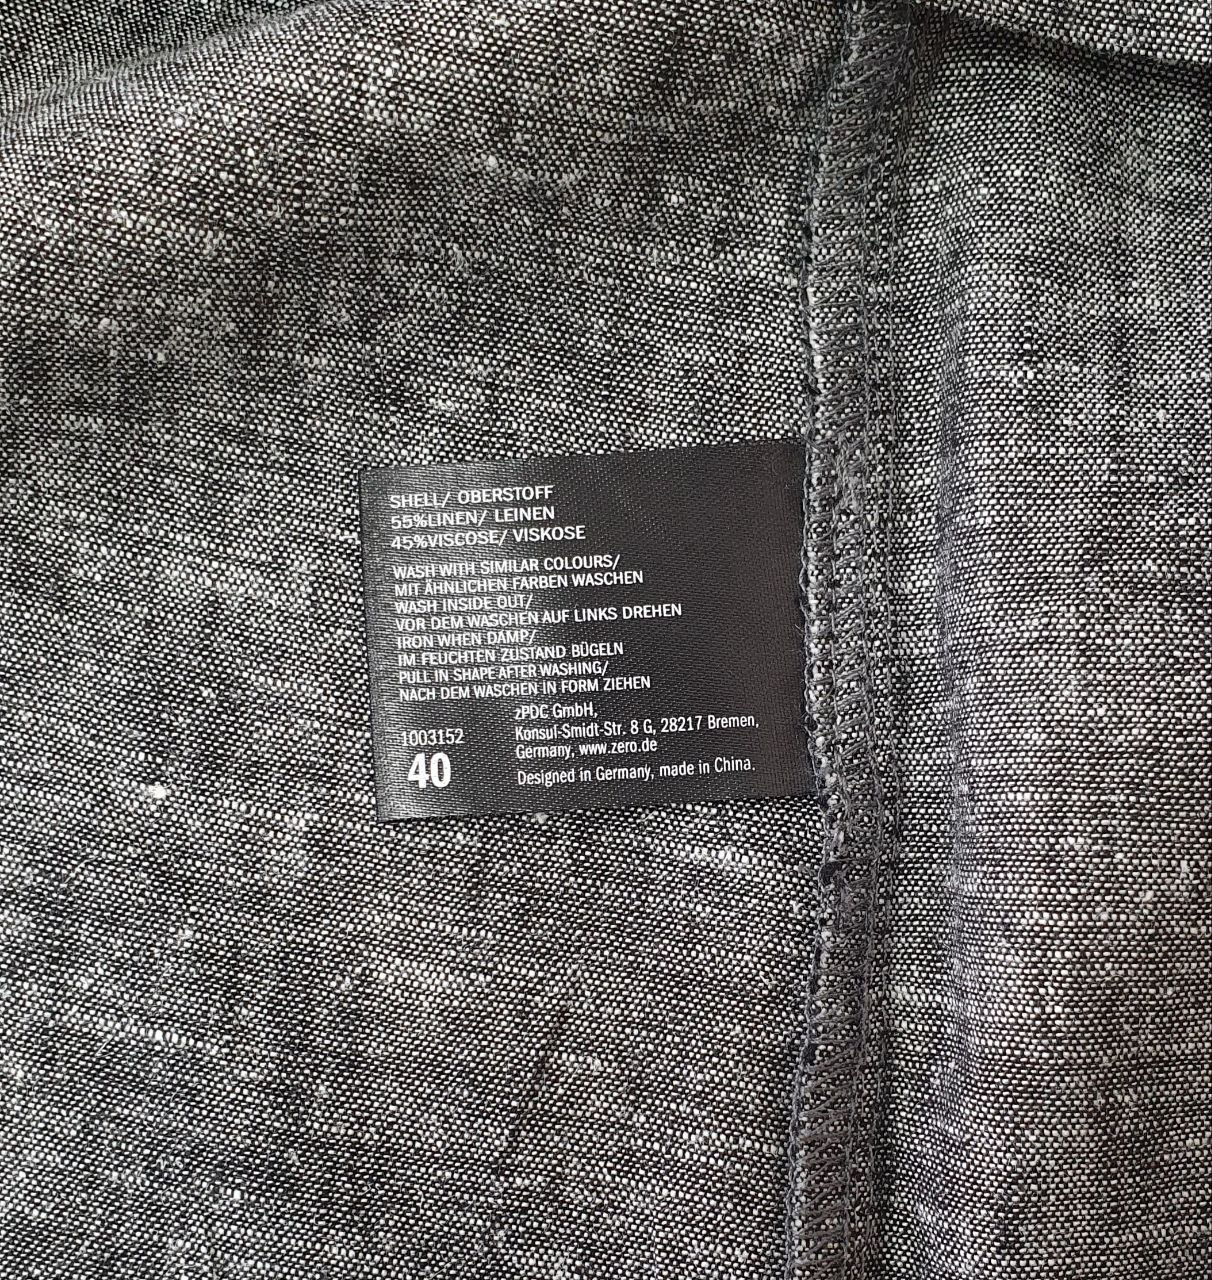 SHELL/ OBERSTOFF
55%LINEN/ LEINEN
45%VISCOSE/ VISKOSE
WASH WITH SIMILAR COLOURS/
MIT ÄHNLICHEN FARBEN WASCHEN
WASH INSIDE OUT/
VOR DEM WASCHEN AUF LINKS DREHEN
IRON WHEN DAMP/
IM FEUCHTEN ZUSTAND BÜGELN
PULL IN SHAPE AFTER WASHING/
NACH DEM WASCHEN IN FORM ZIEHEN
1003152
40
zPDC GmbH,
Konsul-Smidt-Str. 8 G, 28217 Bremen,
Germany, www.zero.de
Designed in Germany, made in China.